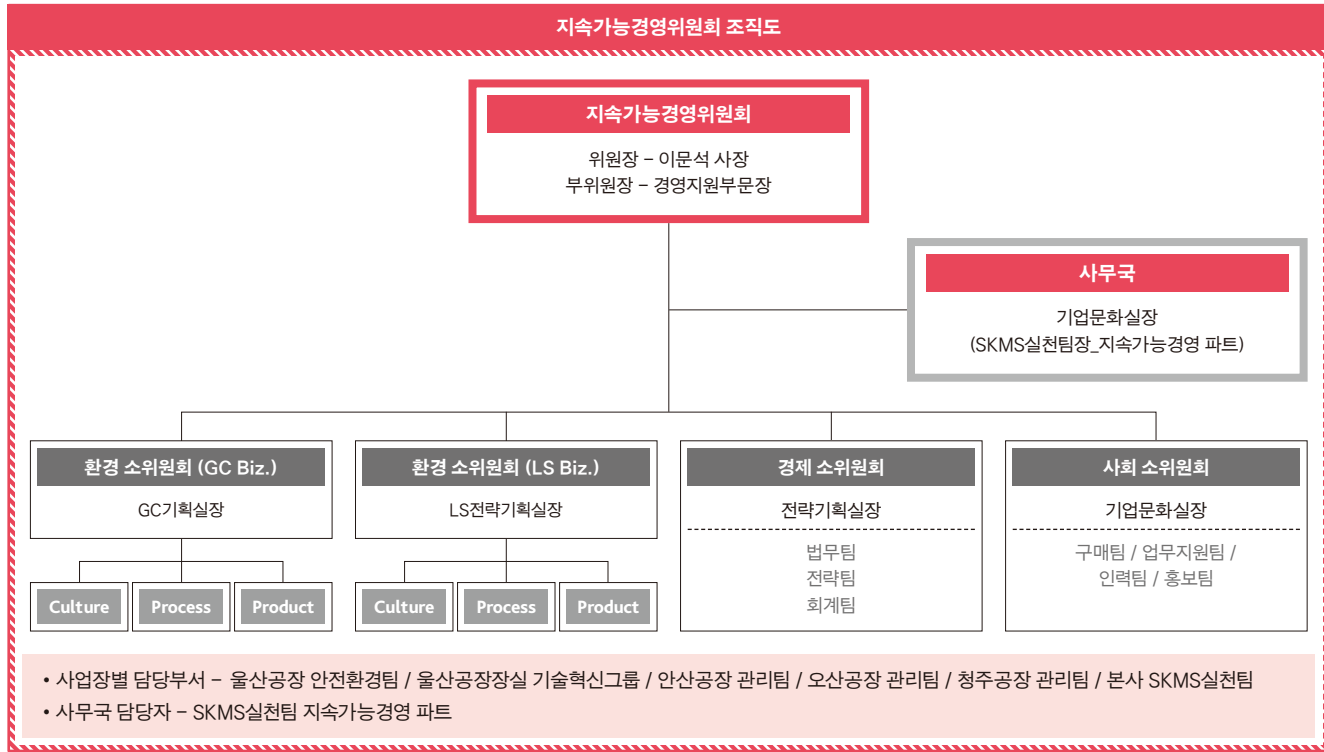 지속가능경영위원회 조직도
지속가능경영위원회
위원장 – 이문석 사장
부위원장 – 경영지원부문장
사무국
기업문화실장
(SKMS실천팀장_지속가능경영 파트)
환경 소위원회 (GC Biz.)
GC기획실장
Culture
Process
Product
환경 소위원회 (LS Biz.)
LS전략기획실장
Culture
Process
Product
경제 소위원회
전략기획실장
법무팀
전략팀
회계팀
사회 소위원회
기업문화실장
구매팀 / 업무지원팀 /
인력팀 / 홍보팀
• 사업장별 담당부서 – 울산공장 안전환경팀 / 울산공장장실 기술혁신그룹 / 안산공장 관리팀 / 오산공장 관리팀 / 청주공장 관리팀 / 본사 SKMS실천팀
• 사무국 담당자 – SKMS실천팀 지속가능경영 파트